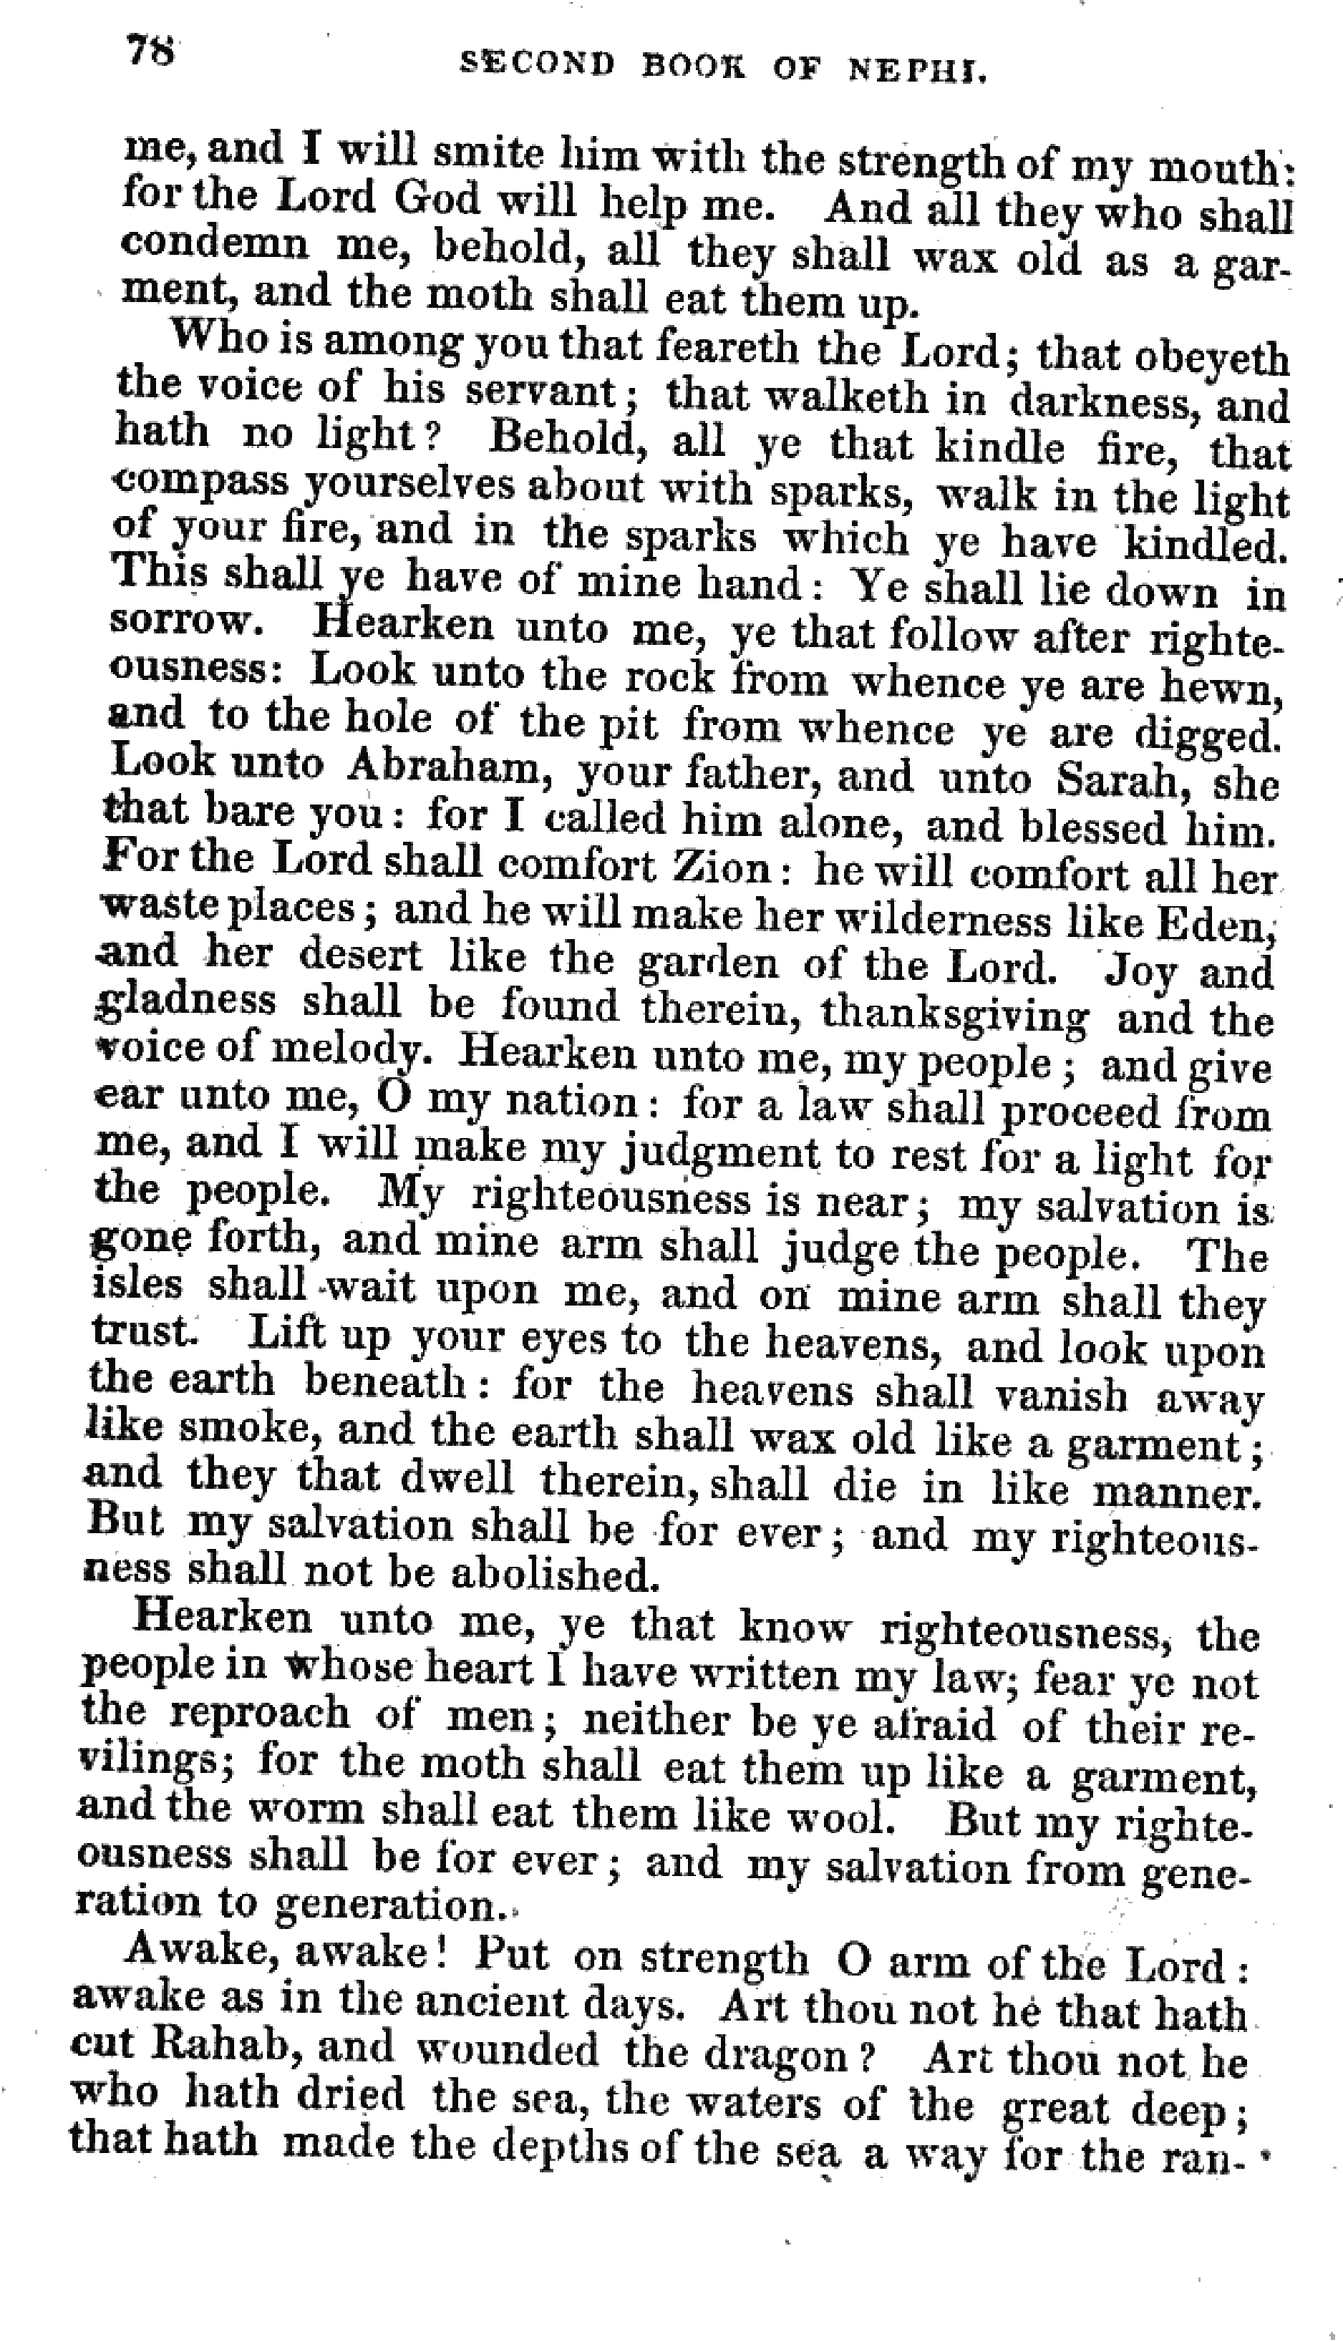 78
SECOND BOOK OF NEPHI.
me, and I will smite him with the strength of my mouth:
for the Lord God will help me. And all they who shall
condemn me, behold, all they shall wax old as a gar-
ment, and the moth shall eat them up.
Who is among you that feareth the Lord; that obeyeth
the voice of his servant; that walketh in darkness, and
hath no light? Behold, all ye that kindle fire, that
compass yourselves about with sparks, walk in the light
of your fire, and in the sparks which ye have kindled.
This shall ye have of mine hand: Ye shall lie down in
sorrow. Hearken unto me, ye that follow after righte-
ousness: Look unto the rock from whence ye are hewn,
and to the hole of the pit from whence ye are digged.
Look unto Abraham, your father, and unto Sarah, she
that bare you: for I called him alone, and blessed him.
For the Lord shall comfort Zion: he will comfort all her
waste places; and he will make her wilderness like Eden,
and her desert like the garden of the Lord. Joy and
gladness shall be found therein, thanksgiving and the
voice of melody. Hearken unto me, my people; and give
ear unto me, O my nation: for a law shall proceed from
me, and I will make my judgment to rest for a light for
the people. My righteousness is near; my salvation is
gone forth, and mine arm shall judge the people. The
isles shall wait upon me, and on mine arm shall they
trust. Lift up your eyes to the heavens, and look upon
the earth beneath: for the heavens shall vanish away
like smoke, and the earth shall wax old like a garment;
and they that dwell therein, shall die in like manner.
But my salvation shall be for ever; and my righteous-
ness shall not be abolished.
Hearken unto me, ye that know righteousness, the
people in whose heart I have written my law; fear ye not
the reproach of men; neither be ye afraid of their re-
vilings; for the moth shall eat them up like a garment,
and the worm shall eat them like wool. But my righte-
ousness shall be for ever; and my salvation from gene-
ration to generation.
Awake, awake! Put on strength O arm of the Lord:
awake as in the ancient days. Art thou not he that hath
cut Rahab, and wounded the dragon? Art thou not he
who hath dried the sea, the waters of the great deep;
that hath made the depths of the sea a way for the ran-